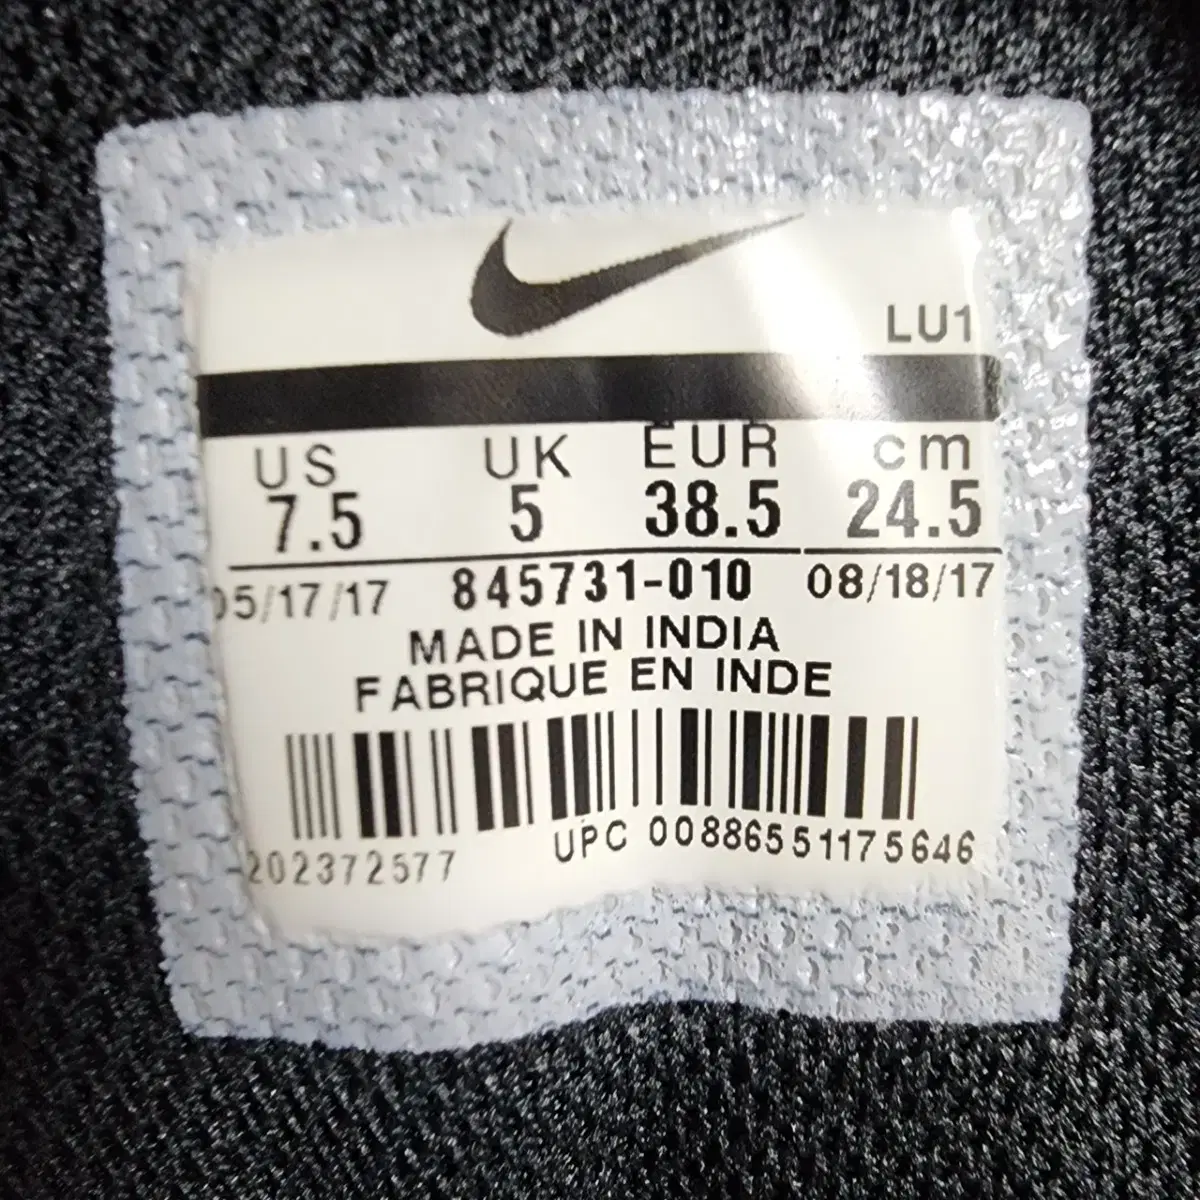 LU1
US UK EUR cm
7.5 5 38.5 24.5
05/17/17 845731-010 08/18/17
MADE IN INDIA
FABRIQUE EN INDE
UPC 00886551175646
202372577